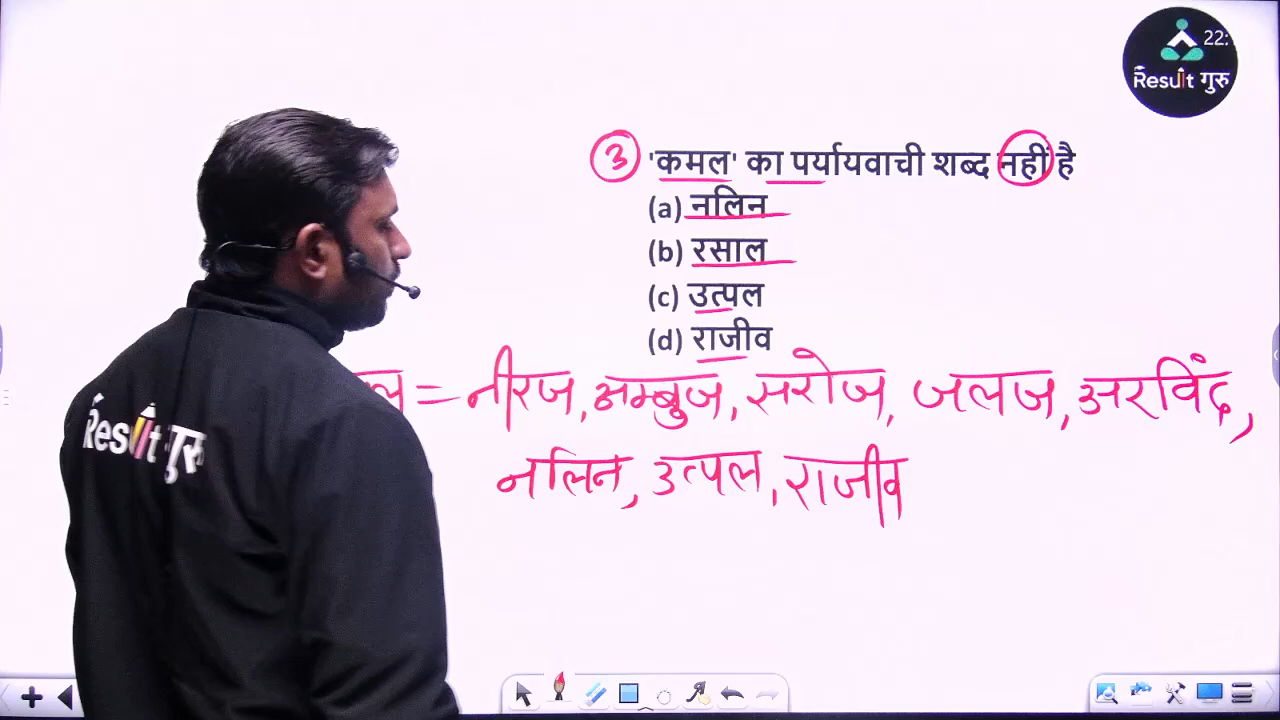 22:
Result गुरु
3 'कमल' का पर्यायवाची शब्द नहीं है
(a) नलिन
(b) रसाल
(c) उत्पल
(d) राजीव
= नीरज, अम्बुज, सरोज, जलज, अरविंद,
नलिन, उत्पल, राजीव
Result गुरु